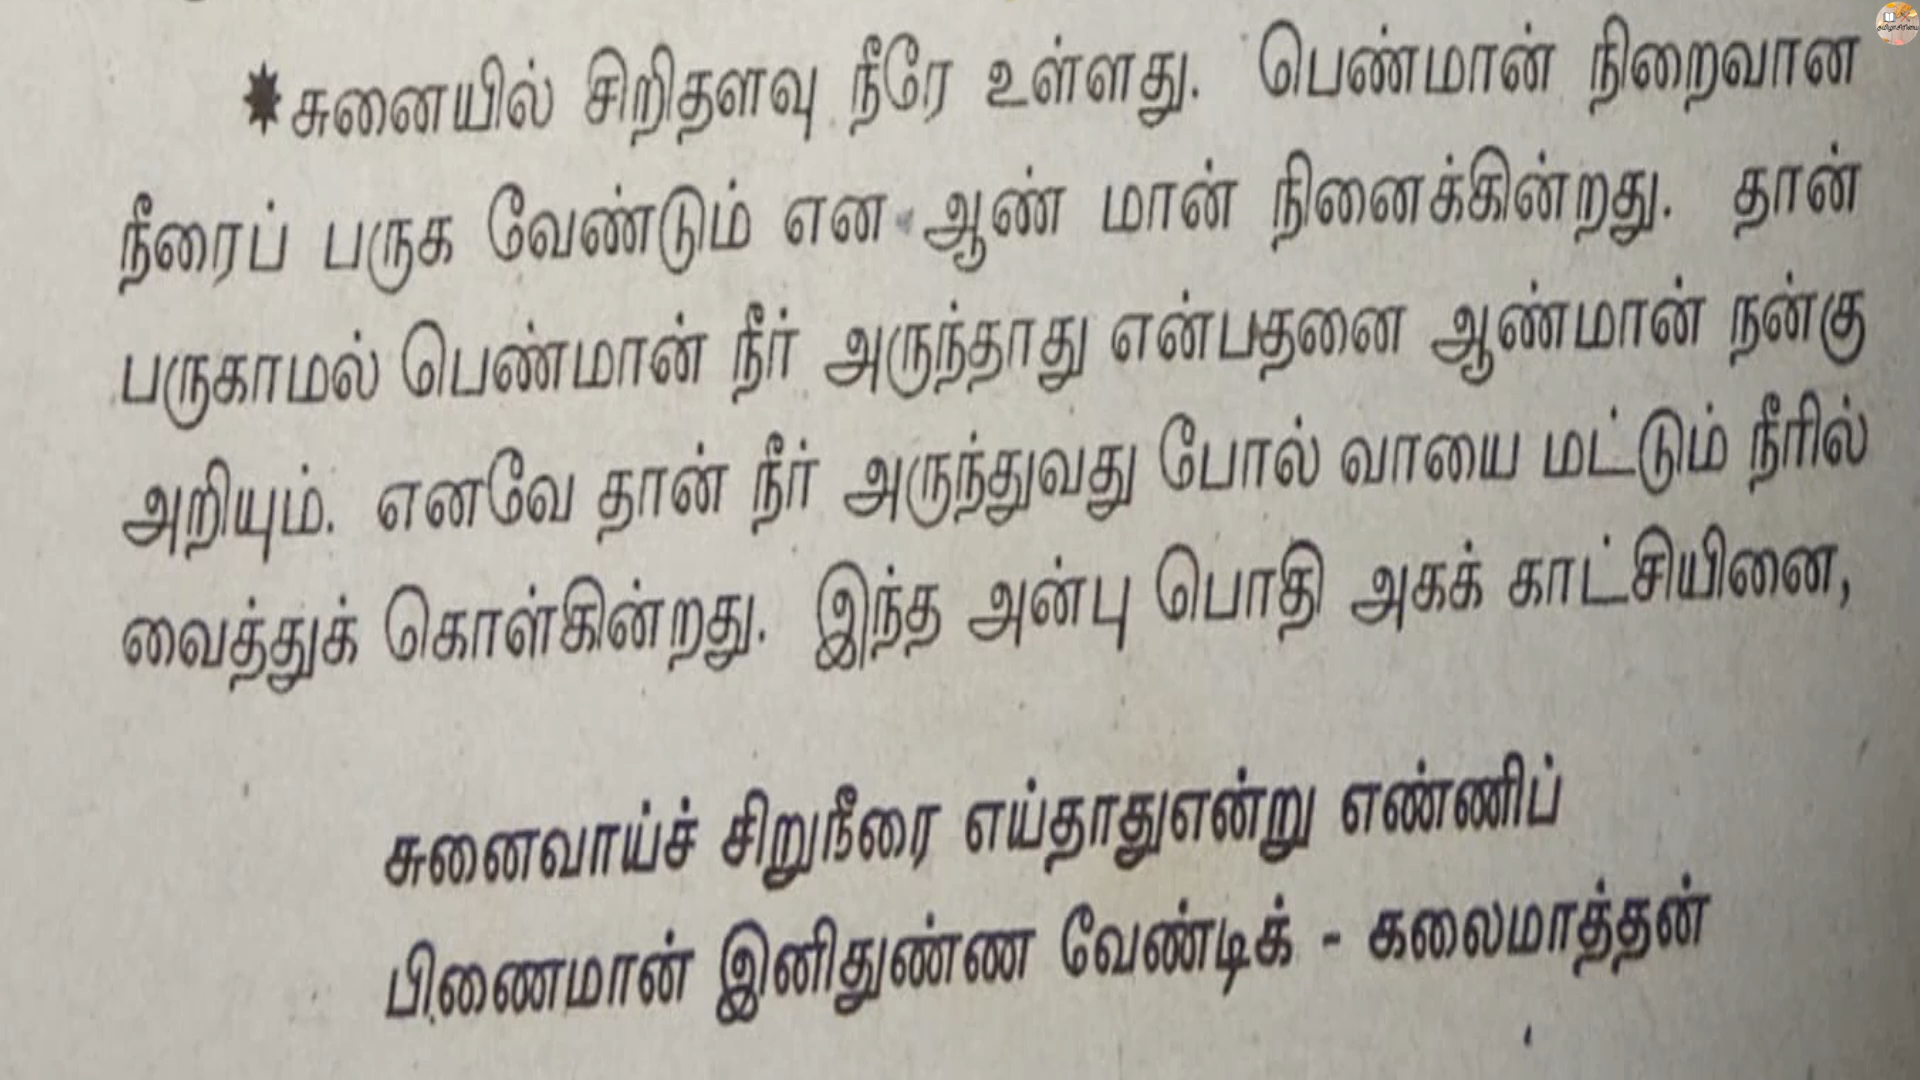 ✷சுனையில் சிறிதளவு நீரே உள்ளது. பெண்மான் நிறைவான
நீரைப் பருக வேண்டும் என ஆண் மான் நினைக்கின்றது. தான்
பருகாமல் பெண்மான் நீர் அருந்தாது என்பதனை ஆண்மான் நன்கு
அறியும். எனவே தான் நீர் அருந்துவது போல் வாயை மட்டும் நீரில்
வைத்துக் கொள்கின்றது. இந்த அன்பு பொதி அகக் காட்சியினை,
சுனைவாய்ச் சிறுநீரை எய்தாதுஎன்று எண்ணிப்
பிணைமான் இனிதுண்ண வேண்டிக் - கலைமாத்தன்